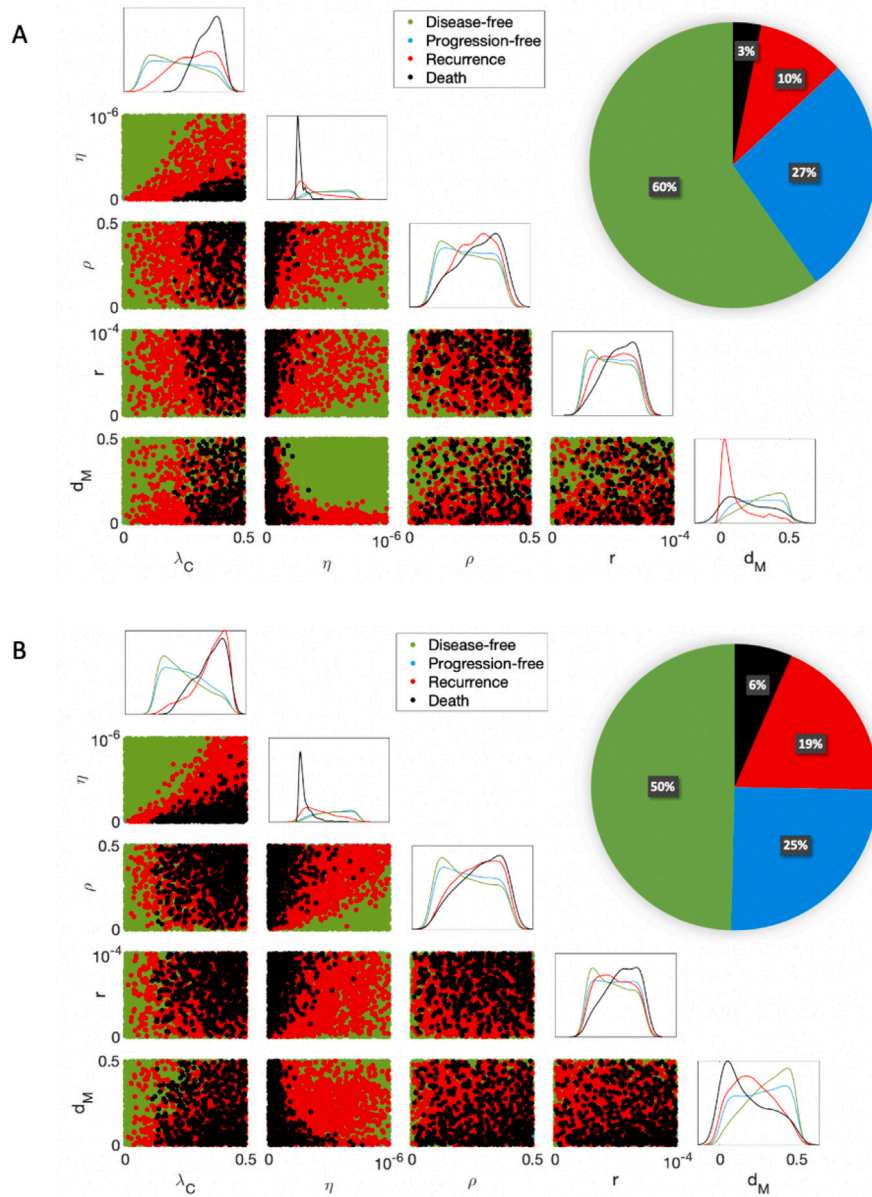 A
Disease-free
Progression-free
Recurrence
Death
3%
10%
27%
60%
10^-6
η
0
0.5
ρ
0
10^-4
r
0
0.5
d_M
0
0 0.5
λ_C
10^-6
η
0 0.5
ρ
0 10^-4
r
0 0.5
d_M
B
Disease-free
Progression-free
Recurrence
Death
6%
19%
25%
50%
10^-6
η
0
0.5
ρ
0
10^-4
r
0
0.5
d_M
0
0 0.5
λ_C
0 10^-6
η
0 0.5
ρ
0 10^-4
r
0 0.5
d_M